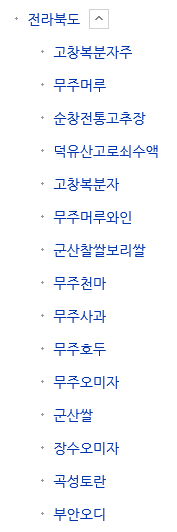 전라북도
고창복분자주
무주머루
순창전통고추장
덕유산고로쇠수액
고창복분자
무주머루와인
군산찰쌀보리쌀
무주천마
무주사과
무주호두
무주오미자
군산쌀
장수오미자
곡성토란
부안오디